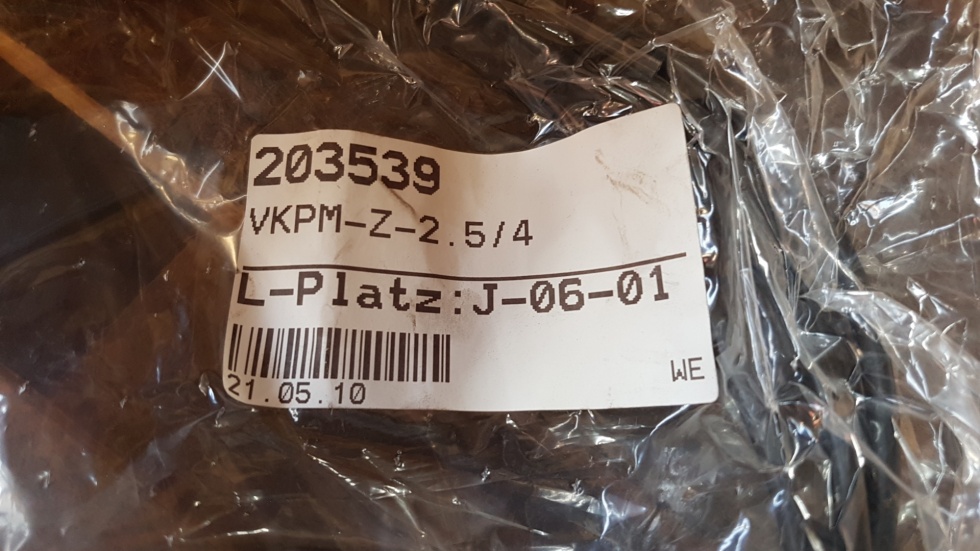 203539
VKPM-Z-2.5/4
L-Platz:J-06-01
21.05.10
WE